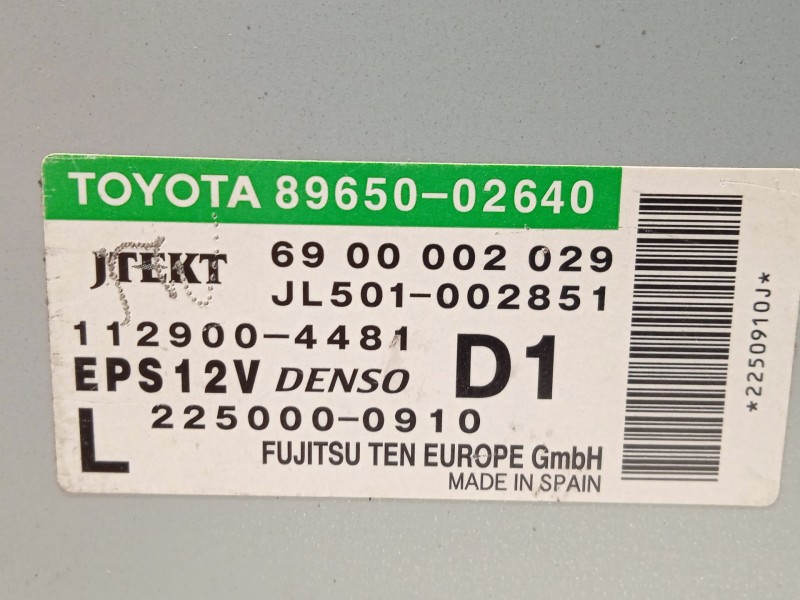 TOYOTA 89650-02640
JTEKT 69 00 002 029
JL501-002851
112900-4481
EPS12V DENSO D1
L 225000-0910
FUJITSU TEN EUROPE GmbH
MADE IN SPAIN
*2250910J*